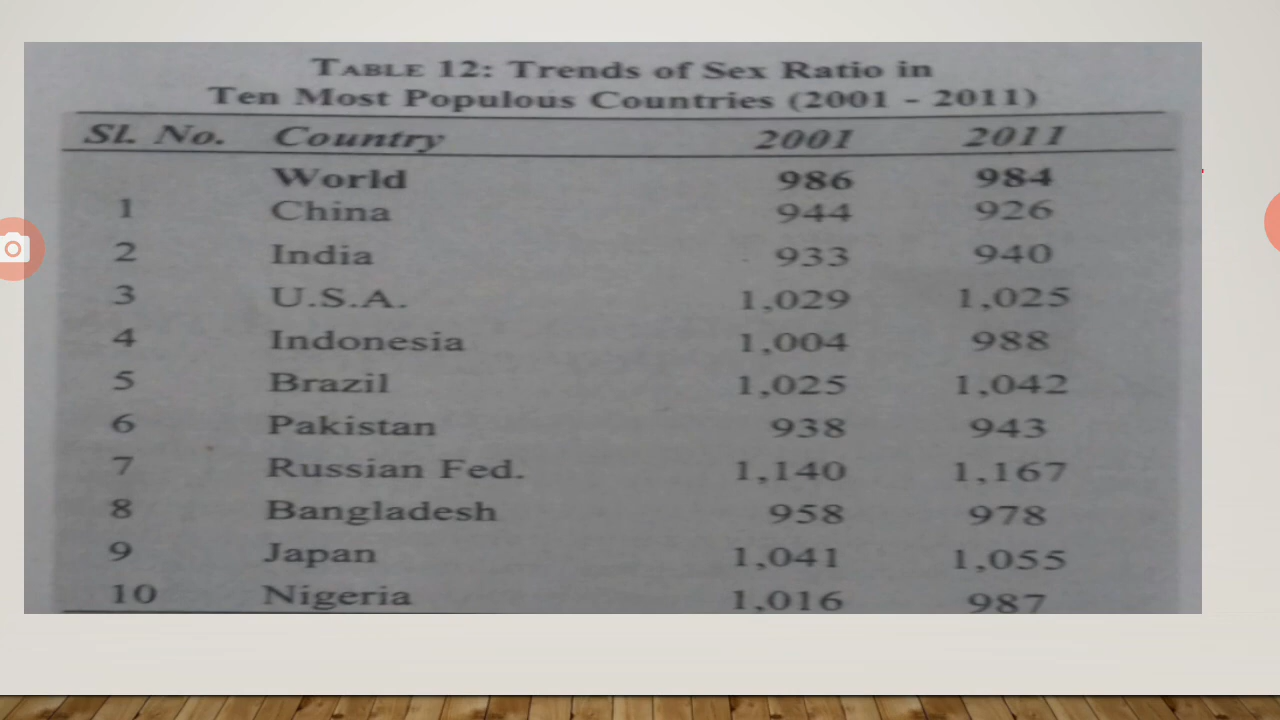 TABLE 12: Trends of Sex Ratio in
Ten Most Populous Countries (2001 - 2011)
Sl. No. Country 2001 2011
World 986 984
1 China 944 926
2 India 933 940
3 U.S.A. 1,029 1,025
4 Indonesia 1,004 988
5 Brazil 1,025 1,042
6 Pakistan 938 943
7 Russian Fed. 1,140 1,167
8 Bangladesh 958 978
9 Japan 1,041 1,055
10 Nigeria 1,016 987